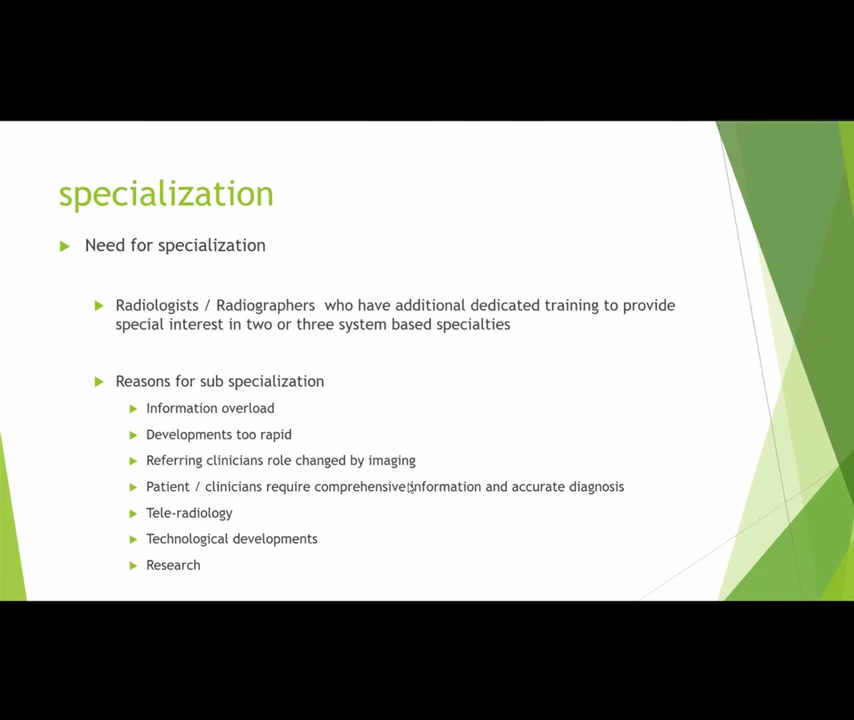 specialization
Need for specialization
Radiologists / Radiographers who have additional dedicated training to provide
special interest in two or three system based specialties
Reasons for sub specialization
Information overload
Developments too rapid
Referring clinicians role changed by imaging
Patient / clinicians require comprehensive information and accurate diagnosis
Tele-radiology
Technological developments
Research